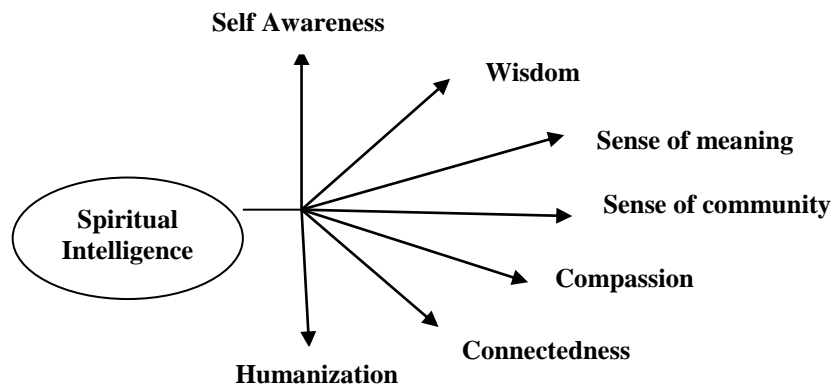 Self Awareness
Wisdom
Sense of meaning
Sense of community
Spiritual
Intelligence
Compassion
Connectedness
Humanization